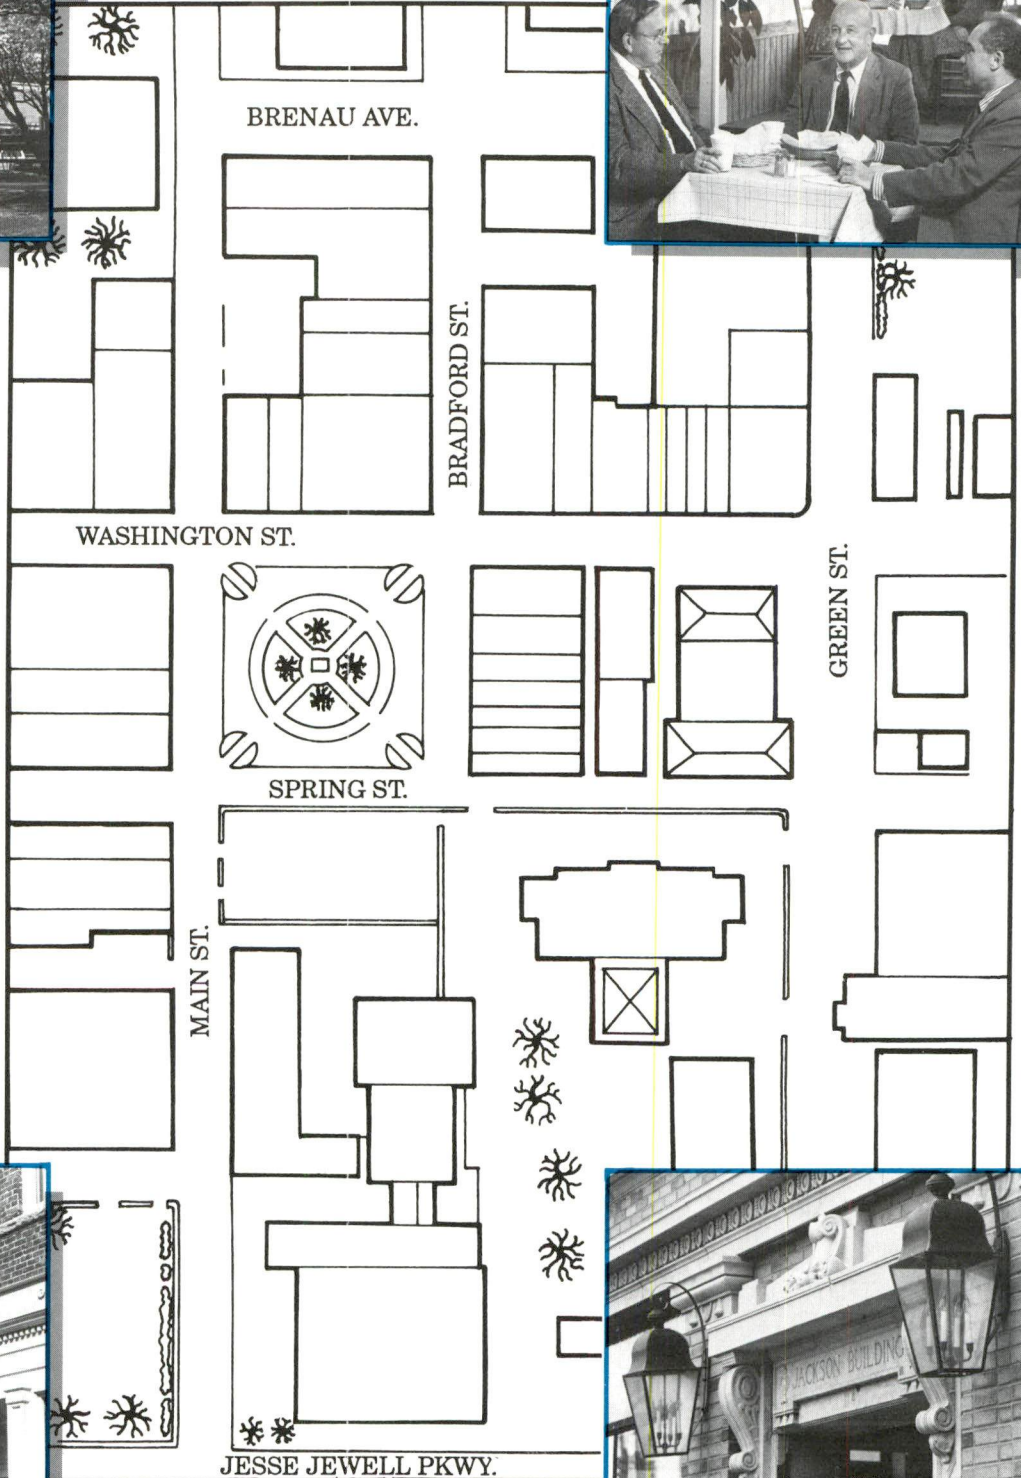 BRENAU AVE.
BRADFORD ST.
WASHINGTON ST.
GREEN ST.
SPRING ST.
MAIN ST.
JACKSON BUILDING
JESSE JEWELL PKWY.